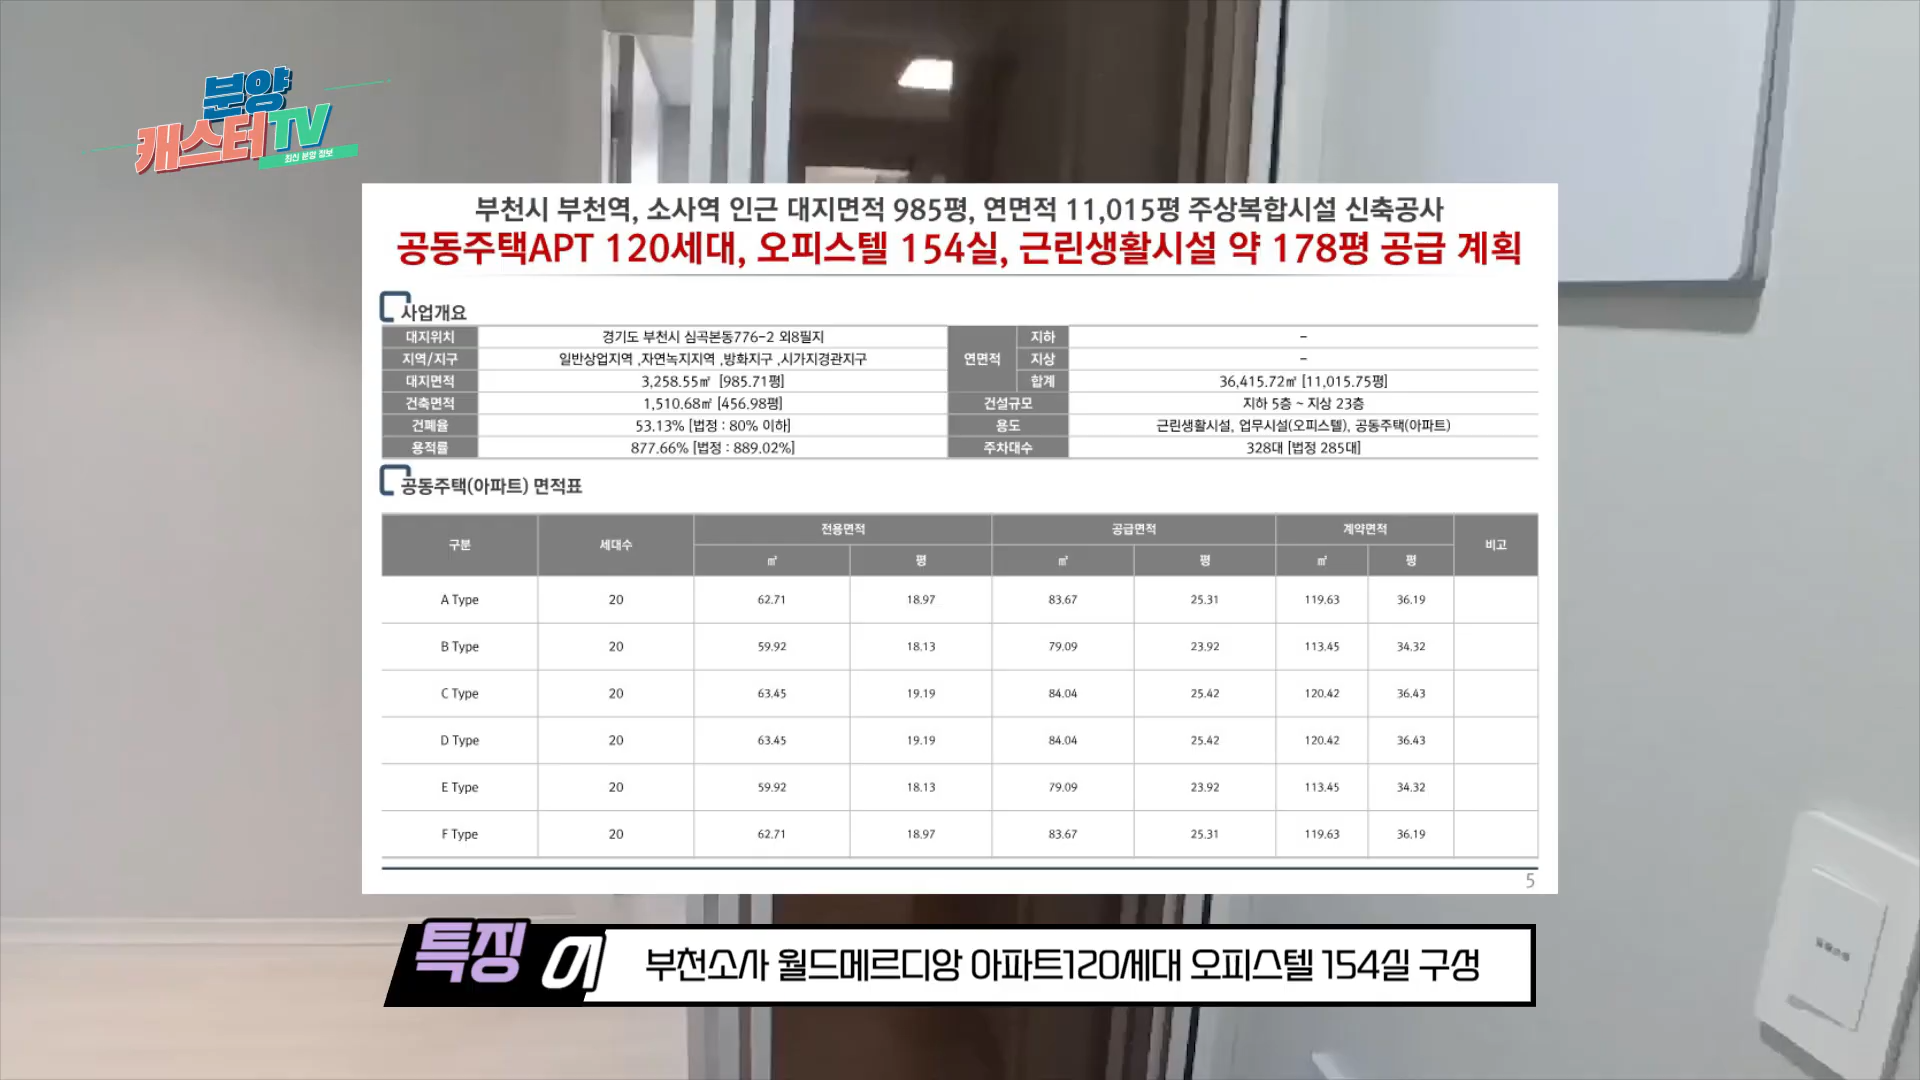 분양
캐스터TV
최신 분양 정보
부천시 부천역, 소사역 인근 대지면적 985평, 연면적 11,015평 주상복합시설 신축공사
공동주택APT 120세대, 오피스텔 154실, 근린생활시설 약 178평 공급 계획
사업개요
대지위치 경기도 부천시 심곡본동776-2 외8필지 연면적 지하 -
지역/지구 일반상업지역 ,자연녹지지역 ,방화지구 ,시가지경관지구 지상 -
대지면적 3,258.55㎡ [985.71평] 합계 36,415.72㎡ [11,015.75평]
건축면적 1,510.68㎡ [456.98평] 건설규모 지하 5층 ~ 지상 23층
건폐율 53.13% [법정 : 80% 이하] 용도 근린생활시설, 업무시설(오피스텔), 공동주택(아파트)
용적률 877.66% [법정 : 889.02%] 주차대수 328대 [법정 285대]
공동주택(아파트) 면적표
구분 세대수 전용면적 공급면적 계약면적 비고
㎡ 평 ㎡ 평 ㎡ 평
A Type 20 62.71 18.97 83.67 25.31 119.63 36.19
B Type 20 59.92 18.13 79.09 23.92 113.45 34.32
C Type 20 63.45 19.19 84.04 25.42 120.42 36.43
D Type 20 63.45 19.19 84.04 25.42 120.42 36.43
E Type 20 59.92 18.13 79.09 23.92 113.45 34.32
F Type 20 62.71 18.97 83.67 25.31 119.63 36.19
5
특징 01 부천소사 월드메르디앙 아파트120세대 오피스텔 154실 구성